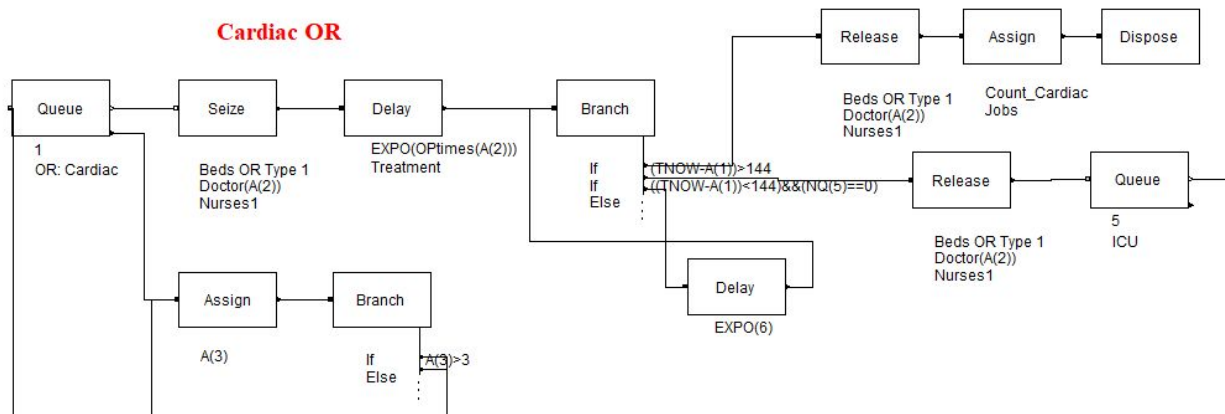 Cardiac OR
Release
Assign
Dispose
Queue
Seize
Delay
Branch
Beds OR Type 1
Doctor(A(2))
Nurses1
Count_Cardiac
Jobs
1
OR: Cardiac
Beds OR Type 1
Doctor(A(2))
Nurses1
EXPO(OPtimes(A(2)))
Treatment
If (TNOW-A(1))>144
If ((TNOW-A(1))<144)&&(NQ(5)==0)
Else
Release
Queue
Beds OR Type 1
Doctor(A(2))
Nurses1
5
ICU
Assign
Branch
Delay
A(3)
If A(3)>3
Else
EXPO(6)